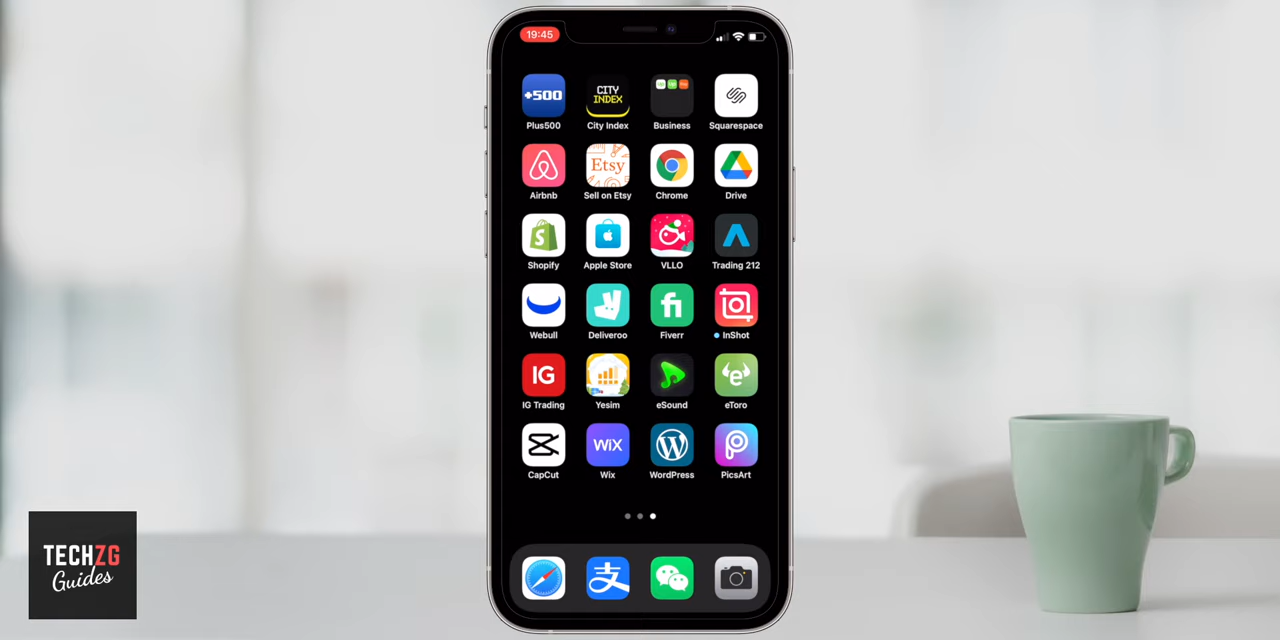 19:45
+500
CITY
INDEX
Plus500
City Index
Business
Squarespace
Etsy
Airbnb
Sell on Etsy
Chrome
Drive
Shopify
Apple Store
VLLO
Trading 212
fi
Webull
Deliveroo
Fiverr
InShot
IG
e
IG Trading
Yesim
eSound
eToro
WiX
CapCut
Wix
WordPress
PicsArt
支
TECHZG
Guides